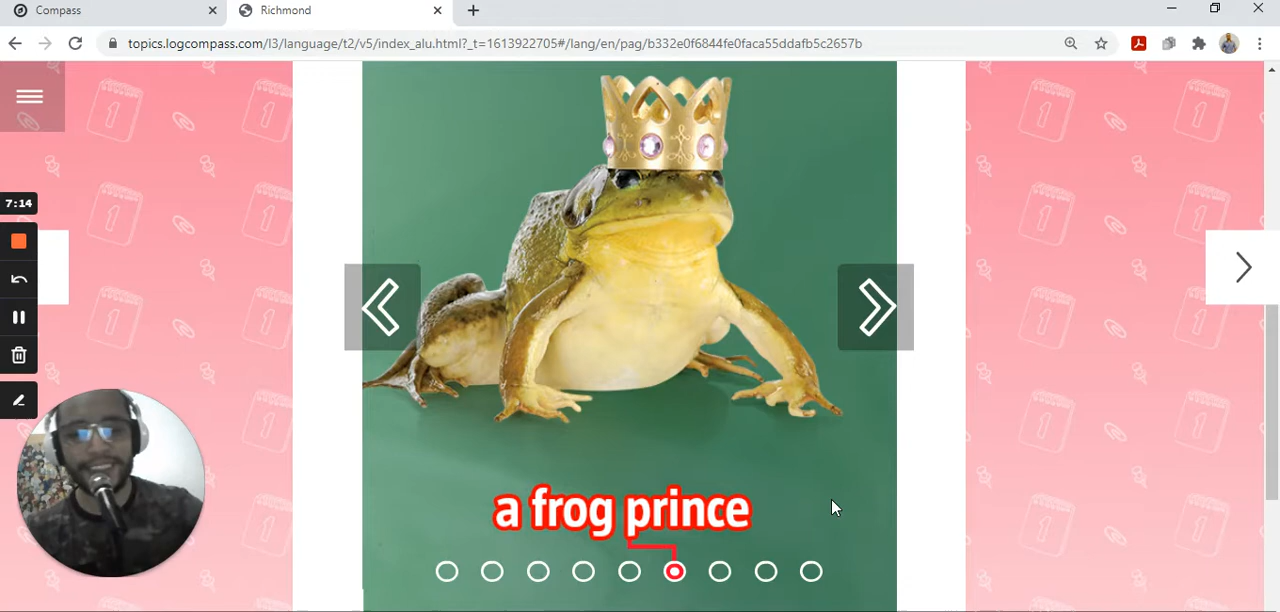 Compass
Richmond
topics.logcompass.com/l3/language/t2/v5/index_alu.html?_t=1613922705#/lang/en/pag/b332e0f6844fe0faca55ddafb5c2657b
7:14
a frog prince